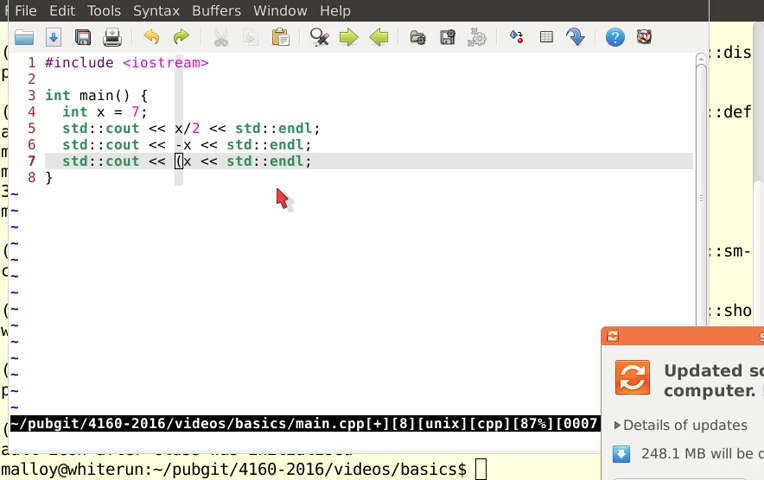 File Edit Tools Syntax Buffers Window Help
1 #include <iostream>
2
3 int main() {
4 int x = 7;
5 std::cout << x/2 << std::endl;
6 std::cout << -x << std::endl;
7 std::cout << (x << std::endl;
8 }
~
~
~
~
~
~
~
~
~
~
~
~
~
~
~/pubgit/4160-2016/videos/basics/main.cpp[+][8][unix][cpp][87%][0007
malloy@whiterun:~/pubgit/4160-2016/videos/basics$
::dis
::def
::sm-
::sho
Updated so
computer.
Details of updates
248.1 MB will be d